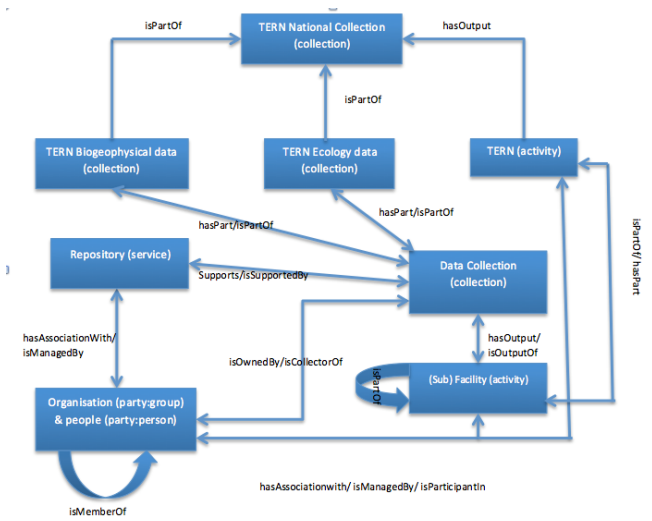 isPartOf
TERN National Collection
(collection)
hasOutput
isPartOf
TERN Biogeophysical data
(collection)
TERN Ecology data
(collection)
TERN (activity)
hasPart/isPartOf
hasPart/isPartOf
isPartOf/ hasPart
Repository (service)
Supports/isSupportedBy
Data Collection
(collection)
hasAssociationWith/
isManagedBy
isOwnedBy/isCollectorOf
hasOutput/
isOutputOf
isPartOf
(Sub) Facility (activity)
Organisation (party:group)
& people (party:person)
hasAssociationwith/ isManagedBy/ isParticipantIn
isMemberOf